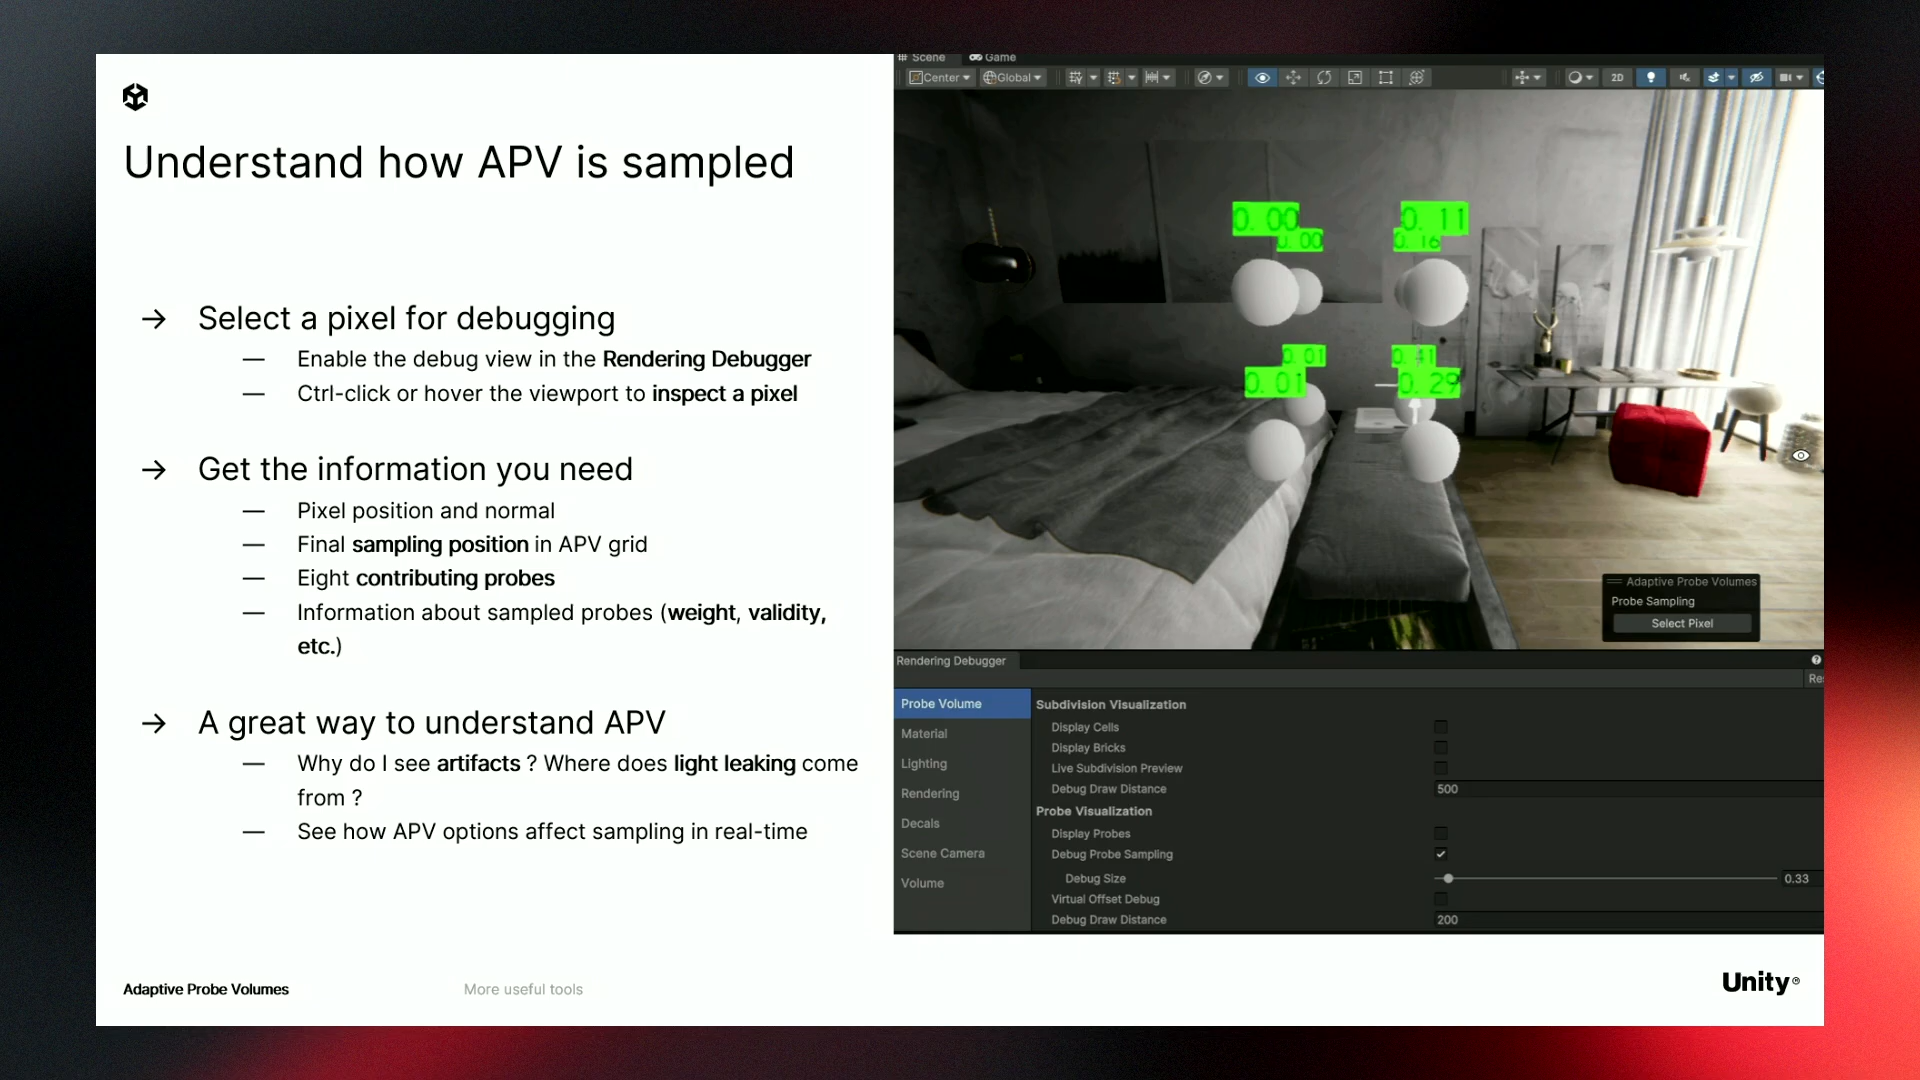 Understand how APV is sampled
→ Select a pixel for debugging
— Enable the debug view in the Rendering Debugger
— Ctrl-click or hover the viewport to inspect a pixel
→ Get the information you need
— Pixel position and normal
— Final sampling position in APV grid
— Eight contributing probes
— Information about sampled probes (weight, validity,
etc.)
→ A great way to understand APV
— Why do I see artifacts ? Where does light leaking come
from ?
— See how APV options affect sampling in real-time
Scene Game
Center Global 2D
0.00 0.11
0.00 0.16
0.01
0.01 0.29
Adaptive Probe Volumes
Probe Sampling
Select Pixel
Rendering Debugger
Probe Volume
Material
Lighting
Rendering
Decals
Scene Camera
Volume
Subdivision Visualization
Display Cells
Display Bricks
Live Subdivision Preview
Debug Draw Distance 500
Probe Visualization
Display Probes
Debug Probe Sampling
Debug Size 0.33
Virtual Offset Debug
Debug Draw Distance 200
Adaptive Probe Volumes
More useful tools
Unity®